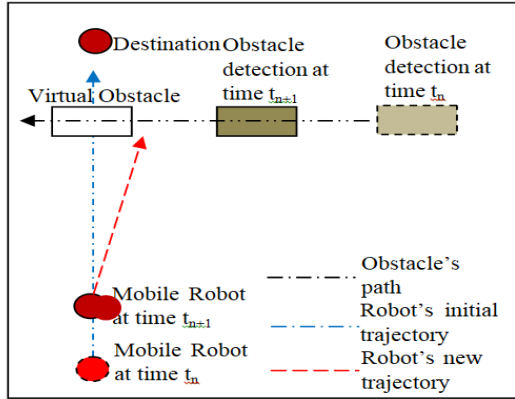 Destination
Obstacle
detection at
time tn+1
Obstacle
detection at
time tn
Virtual Obstacle
Mobile Robot
at time tn+1
Mobile Robot
at time tn
Obstacle's
path
Robot's initial
trajectory
Robot's new
trajectory